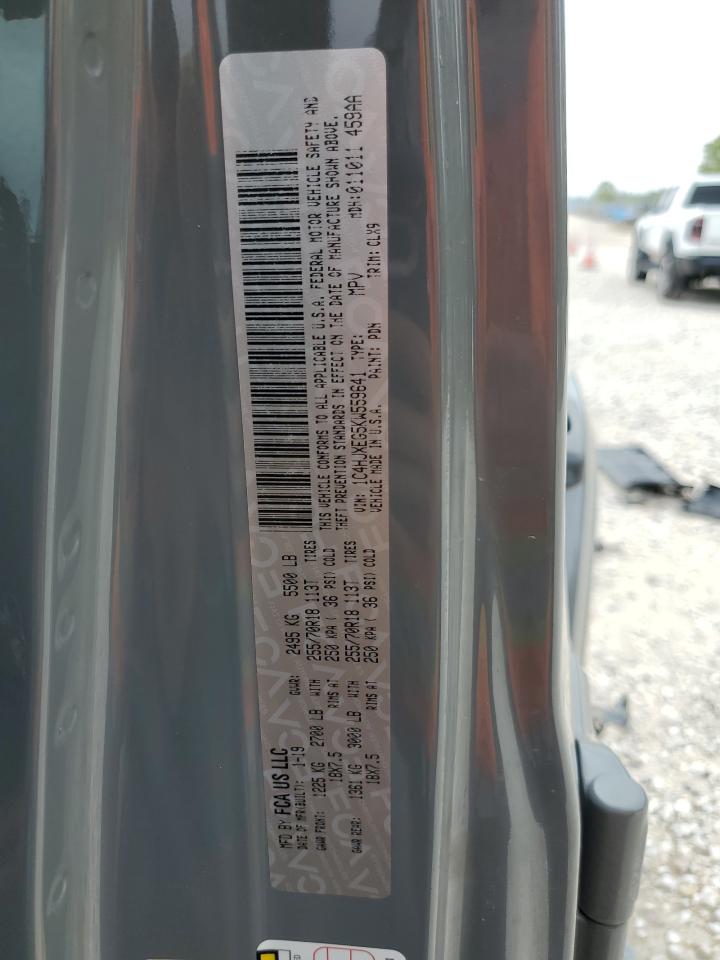 MFD BY FCA US LLC
DATE OF MFR(BUILT): 1-19
GVWR: 2495 KG 5500 LB
GAWR FRONT: 1225 KG 2700 LB WITH 255/70R18 113T TIRES
18X7.5 RIMS AT 250 KPA ( 36 PSI) COLD
GAWR REAR: 1361 KG 3000 LB WITH 255/70R18 113T TIRES
18X7.5 RIMS AT 250 KPA ( 36 PSI) COLD
THIS VEHICLE CONFORMS TO ALL APPLICABLE U.S.A. FEDERAL MOTOR VEHICLE SAFETY AND
THEFT PREVENTION STANDARDS IN EFFECT ON THE DATE OF MANUFACTURE SHOWN ABOVE.
VIN: 1C4HJXEG5KW559641 TYPE: MPV MDH:011011 459AA
VEHICLE MADE IN U.S.A. PAINT: PDN TRIM: CLX9